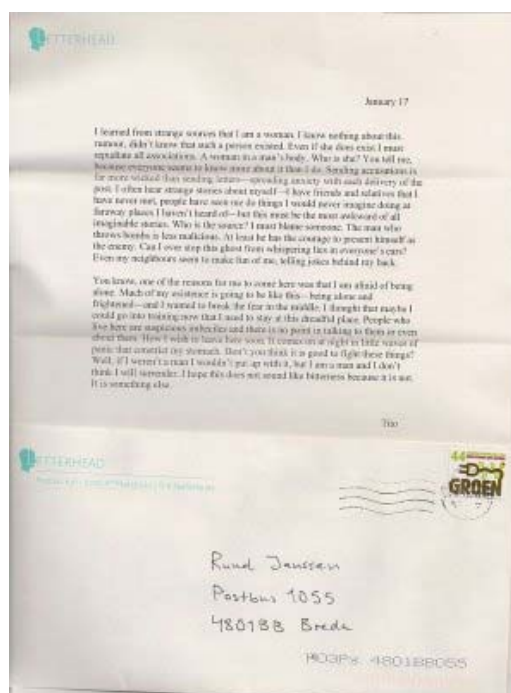 LETTERHEAD
January 17
I learned from strange sources that I am a woman. I know nothing about this
rumour, didn't know that such a person existed. Even if she does exist I must
repudiate all associations. A woman in a man's body. Who is she? You tell me,
because everyone seems to know more about it than I do. Sending accusations is
far more wicked than sending letters—spreading anxiety with each delivery of the
post. I often hear strange stories about myself—I have friends and relatives that I
have never met, people have seen me do things I would never imagine doing at
faraway places I haven't heard of—but this must be the most awkward of all
imaginable stories. Who is the source? I must blame someone. The man who
throws bombs is less malicious. At least he has the courage to present himself as
the enemy. Can I ever stop this ghost from whispering lies in everyone's ears?
Even my neighbours seem to make fun of me, telling jokes behind my back.
You know, one of the reasons for me to come here was that I am afraid of being
alone. Much of my existence is going to be like this—being alone and
frightened—and I wanted to break the fear in the middle. I thought that maybe I
could go into training now that I need to stay at this dreadful place. People who
live here are suspicious imbeciles and there is no point in talking to them or even
about them. How I wish to leave here soon. It comes on at night in little waves of
panic that constrict my stomach. Don't you think it is good to fight these things?
Well, if I weren't a man I wouldn't put up with it, but I am a man and I don't
think I will surrender. I hope this does not sound like bitterness because it is not.
It is something else.
Tito
LETTERHEAD
44
GROEN
Ruud Janssen
Postbus 1055
4801BB Breda
4801BB055